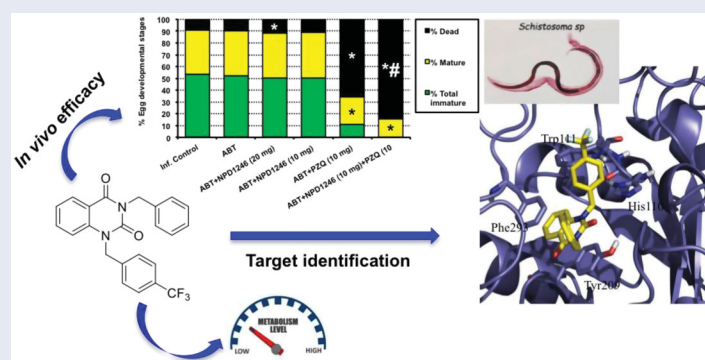 In vivo efficacy
% Egg developmental stages
100
90
80
70
60
50
40
30
20
10
0
*
*
*
*#
*
Inf. Control
ABT
ABT+NPD1246 (20 mg)
ABT+NPD1246 (10 mg)
ABT+PZQ (10 mg)
ABT+NPD1246 (10 mg)+PZQ (10
% Dead
% Mature
% Total
immature
Schistosoma sp
Trp111
His116
Phe293
Tyr209
O
N
N
O
CF3
Target identification
METABOLISM
LEVEL
LOW
HIGH